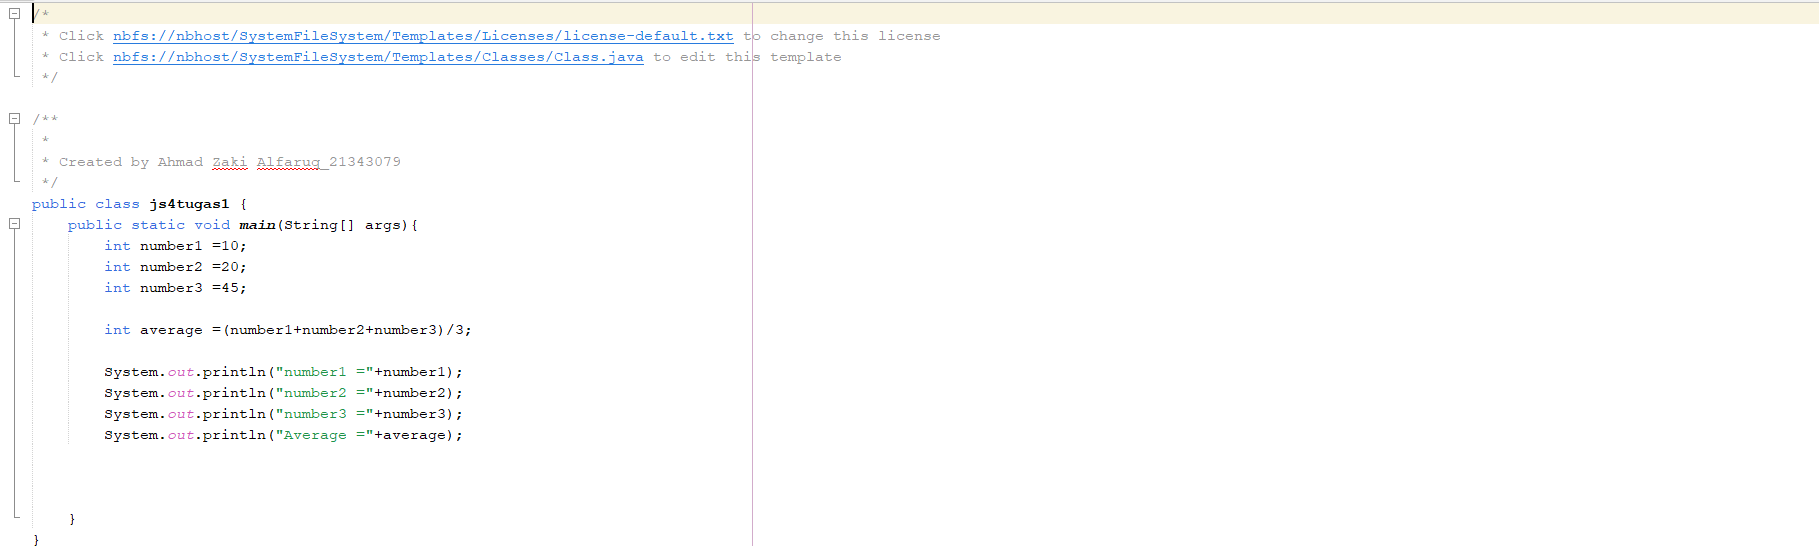 /*
 * Click nbfs://nbhost/SystemFileSystem/Templates/Licenses/license-default.txt to change this license
 * Click nbfs://nbhost/SystemFileSystem/Templates/Classes/Class.java to edit this template
 */
/**
 *
 * Created by Ahmad Zaki Alfaruq_21343079
 */
public class js4tugas1 {
    public static void main(String[] args){
        int number1 =10;
        int number2 =20;
        int number3 =45;
        int average =(number1+number2+number3)/3;
        System.out.println("number1 ="+number1);
        System.out.println("number2 ="+number2);
        System.out.println("number3 ="+number3);
        System.out.println("Average ="+average);
    }
}